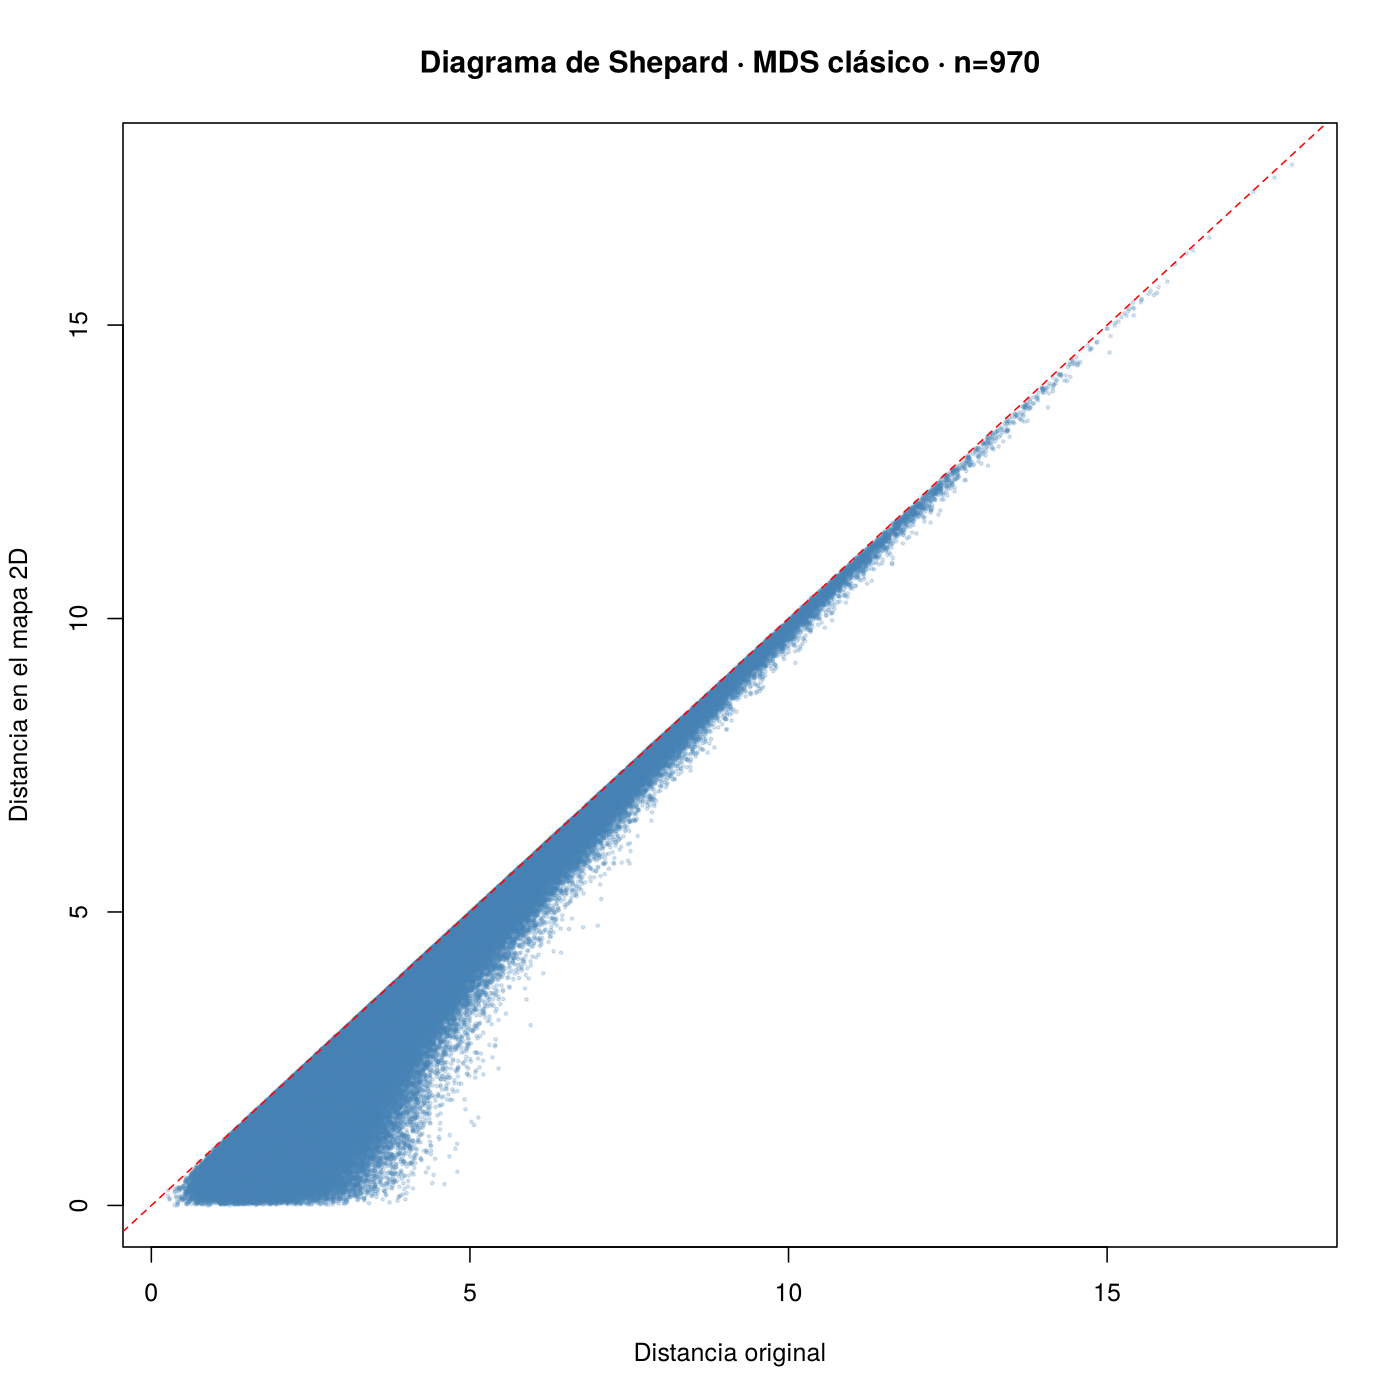 Diagrama de Shepard · MDS clásico · n=970
Distancia en el mapa 2D
15
10
5
0
0 5 10 15
Distancia original